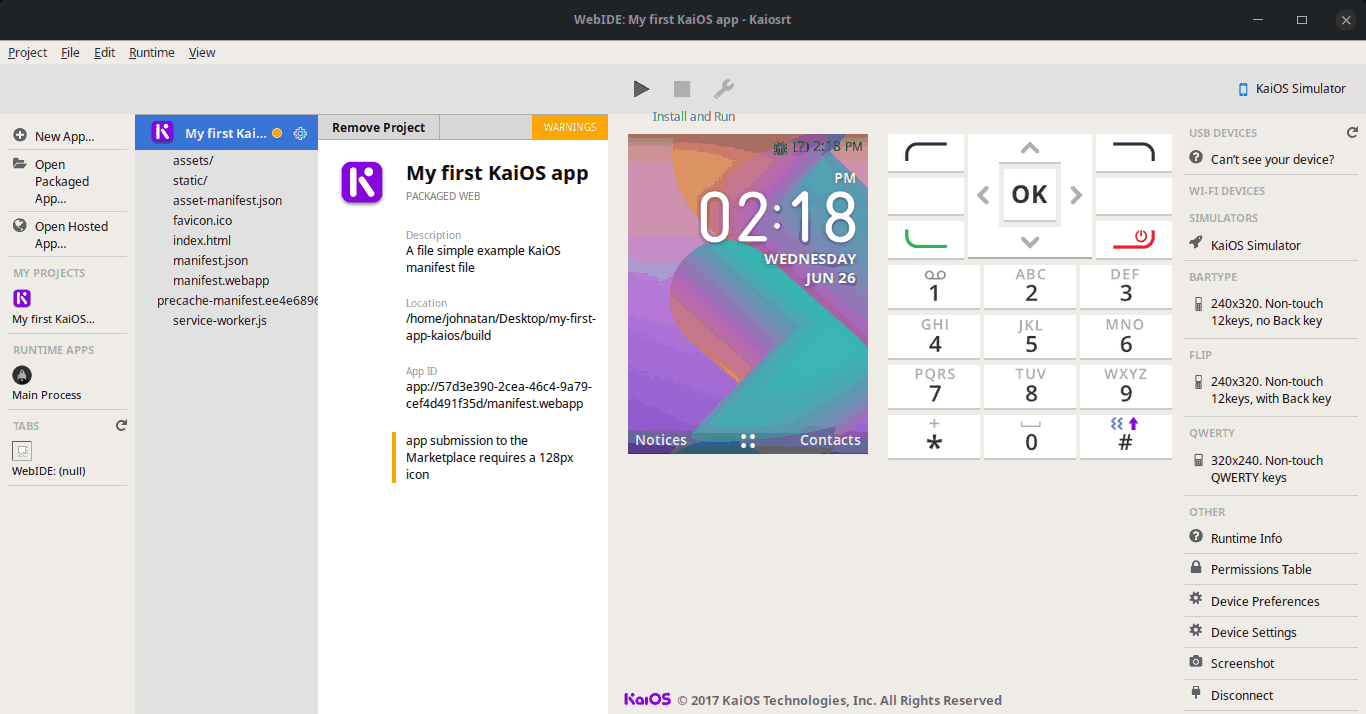 WebIDE: My first KaiOS app - Kaiosrt
Project File Edit Runtime View
KaiOS Simulator
Install and Run
New App...
Open
Packaged
App...
Open Hosted
App...
MY PROJECTS
My first KaiOS...
RUNTIME APPS
Main Process
TABS
WebIDE: (null)
My first Kai...
assets/
static/
asset-manifest.json
favicon.ico
index.html
manifest.json
manifest.webapp
precache-manifest.ee4e6896
service-worker.js
Remove Project
WARNINGS
My first KaiOS app
PACKAGED WEB
Description
A file simple example KaiOS
manifest file
Location
/home/johnatan/Desktop/my-first-
app-kaios/build
App ID
app://57d3e390-2cea-46c4-9a79-
cef4d491f35d/manifest.webapp
app submission to the
Marketplace requires a 128px
icon
[?] 2:18 PM
PM
02:18
WEDNESDAY
JUN 26
Notices Contacts
OK
1
ABC
2
DEF
3
GHI
4
JKL
5
MNO
6
PQRS
7
TUV
8
WXYZ
9
+
*
0
#
KaiOS © 2017 KaiOS Technologies, Inc. All Rights Reserved
USB DEVICES
Can't see your device?
WI-FI DEVICES
SIMULATORS
KaiOS Simulator
BARTYPE
240x320. Non-touch
12keys, no Back key
FLIP
240x320. Non-touch
12keys, with Back key
QWERTY
320x240. Non-touch
QWERTY keys
OTHER
Runtime Info
Permissions Table
Device Preferences
Device Settings
Screenshot
Disconnect